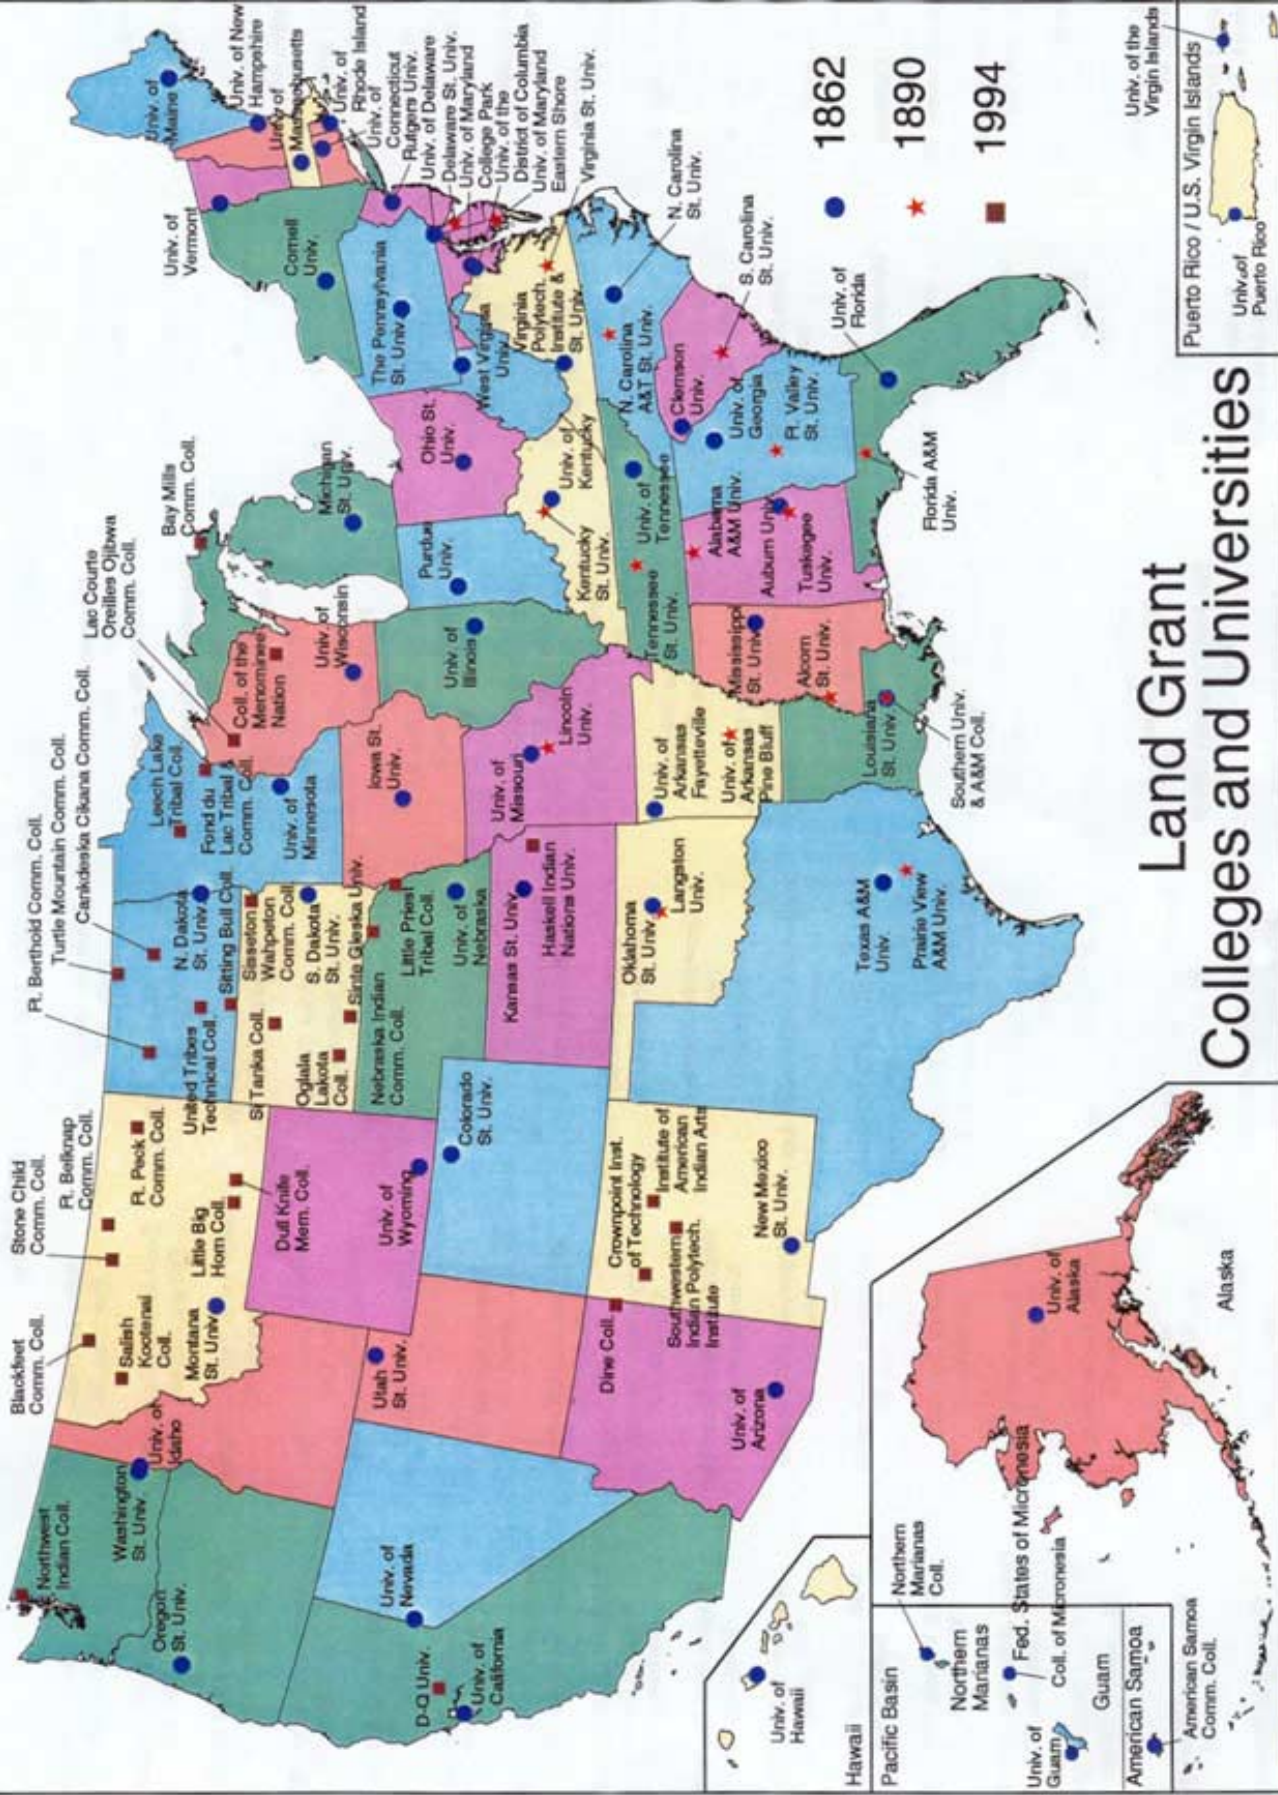 Blackfeet
Comm. Coll.
Stone Child
Comm. Coll.
Ft. Belknap
Comm. Coll.
Ft. Berthold Comm. Coll.
Turtle Mountain Comm. Coll.
Cankdeska Cikana Comm. Coll.
Lac Courte
Oreilles Ojibwa
Comm. Coll.
Bay Mills
Comm. Coll.
Northwest
Indian Coll.
Washington
St. Univ.
Oregon
St. Univ.
Univ. of
Idaho
Salish
Kootenai
Coll.
Montana
St. Univ.
Ft. Peck
Comm. Coll.
Little Big
Horn Coll.
Dull Knife
Mem. Coll.
Univ. of
Wyoming
United Tribes
Technical Coll.
N. Dakota
St. Univ.
Sitting Bull Coll.
Si Tanka Coll.
Sisseton
Wahpeton
Comm. Coll.
S. Dakota
St. Univ.
Oglala
Lakota
Coll.
Sinte Gleska Univ.
Nebraska Indian
Comm. Coll.
Little Priest
Tribal Coll.
Univ. of
Nebraska
Leech Lake
Tribal Coll.
Fond du
Lac Tribal &
Comm. Coll.
Univ. of
Minnesota
Coll. of the
Menominee
Nation
Univ. of
Wisconsin
Iowa St.
Univ.
Univ. of
Illinois
Michigan
St. Univ.
Purdue
Univ.
Ohio St.
Univ.
Univ. of
Nevada
D-Q Univ.
Univ. of
California
Utah
St. Univ.
Colorado
St. Univ.
Kansas St. Univ.
Haskell Indian
Nations Univ.
Univ. of
Missouri
Lincoln
Univ.
Kentucky
St. Univ.
Univ. of
Kentucky
Dine Coll.
Univ. of
Arizona
Crownpoint Inst.
of Technology
Institute of
American
Indian Arts
Southwestern
Indian Polytech.
Institute
New Mexico
St. Univ.
Oklahoma
St. Univ.
Langston
Univ.
Univ. of
Arkansas
Fayetteville
Univ. of
Arkansas
Pine Bluff
Tennessee
St. Univ.
Univ. of
Tennessee
Texas A&M
Univ.
Prairie View
A&M Univ.
Louisiana
St. Univ.
Southern Univ.
& A&M Coll.
Mississippi
St. Univ.
Alcorn
St. Univ.
Alabama
A&M Univ.
Auburn Univ.
Tuskegee
Univ.
Univ. of
Georgia
Ft. Valley
St. Univ.
Florida A&M
Univ.
Univ. of
Florida
Clemson
Univ.
S. Carolina
St. Univ.
N. Carolina
A&T St. Univ.
N. Carolina
St. Univ.
Virginia
Polytech.
Institute &
St. Univ.
West Virginia
Univ.
The Pennsylvania
St. Univ.
Cornell
Univ.
Univ. of
Vermont
Univ. of
Maine
Univ. of New
Hampshire
Univ. of
Massachusetts
Univ. of
Rhode Island
Univ. of
Connecticut
Rutgers Univ.
Univ. of Delaware
Delaware St. Univ.
Univ. of Maryland
College Park
Univ. of the
District of Columbia
Univ. of Maryland
Eastern Shore
Virginia St. Univ.
1862
1890
1994
Univ. of
Hawaii
Hawaii
Pacific Basin
Northern
Marianas
Coll.
Northern
Marianas
Fed. States of Micronesia
Coll. of Micronesia
Univ. of
Guam
Guam
American Samoa
American Samoa
Comm. Coll.
Univ. of
Alaska
Alaska
Land Grant
Colleges and Universities
Puerto Rico / U.S. Virgin Islands
Univ. of
Puerto Rico
Univ. of the
Virgin Islands